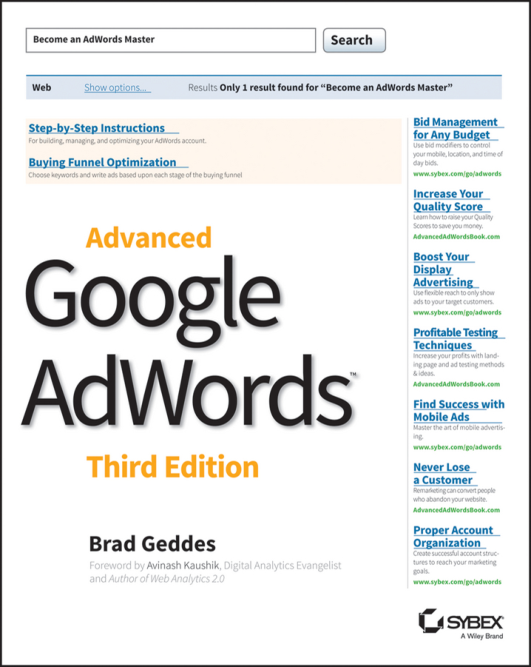 Become an AdWords Master
Search
Web Show options... Results Only 1 result found for “Become an AdWords Master”
Step-by-Step Instructions
For building, managing, and optimizing your AdWords account.
Buying Funnel Optimization
Choose keywords and write ads based upon each stage of the buying funnel
Advanced
Google
AdWords™
Third Edition
Brad Geddes
Foreword by Avinash Kaushik, Digital Analytics Evangelist
and Author of Web Analytics 2.0
Bid Management
for Any Budget
Use bid modifiers to control
your mobile, location, and time of
day bids.
www.sybex.com/go/adwords
Increase Your
Quality Score
Learn how to raise your Quality
Scores to save you money.
AdvancedAdWordsBook.com
Boost Your
Display
Advertising
Use flexible reach to only show
ads to your target customers.
www.sybex.com/go/adwords
Profitable Testing
Techniques
Increase your profits with land-
ing page and ad testing methods
& ideas.
AdvancedAdWordsBook.com
Find Success with
Mobile Ads
Master the art of mobile advertis-
ing.
www.sybex.com/go/adwords
Never Lose
a Customer
Remarketing can convert people
who abandon your website.
AdvancedAdWordsBook.com
Proper Account
Organization
Create successful account struc-
tures to reach your marketing
goals.
www.sybex.com/go/adwords
SYBEX
A Wiley Brand